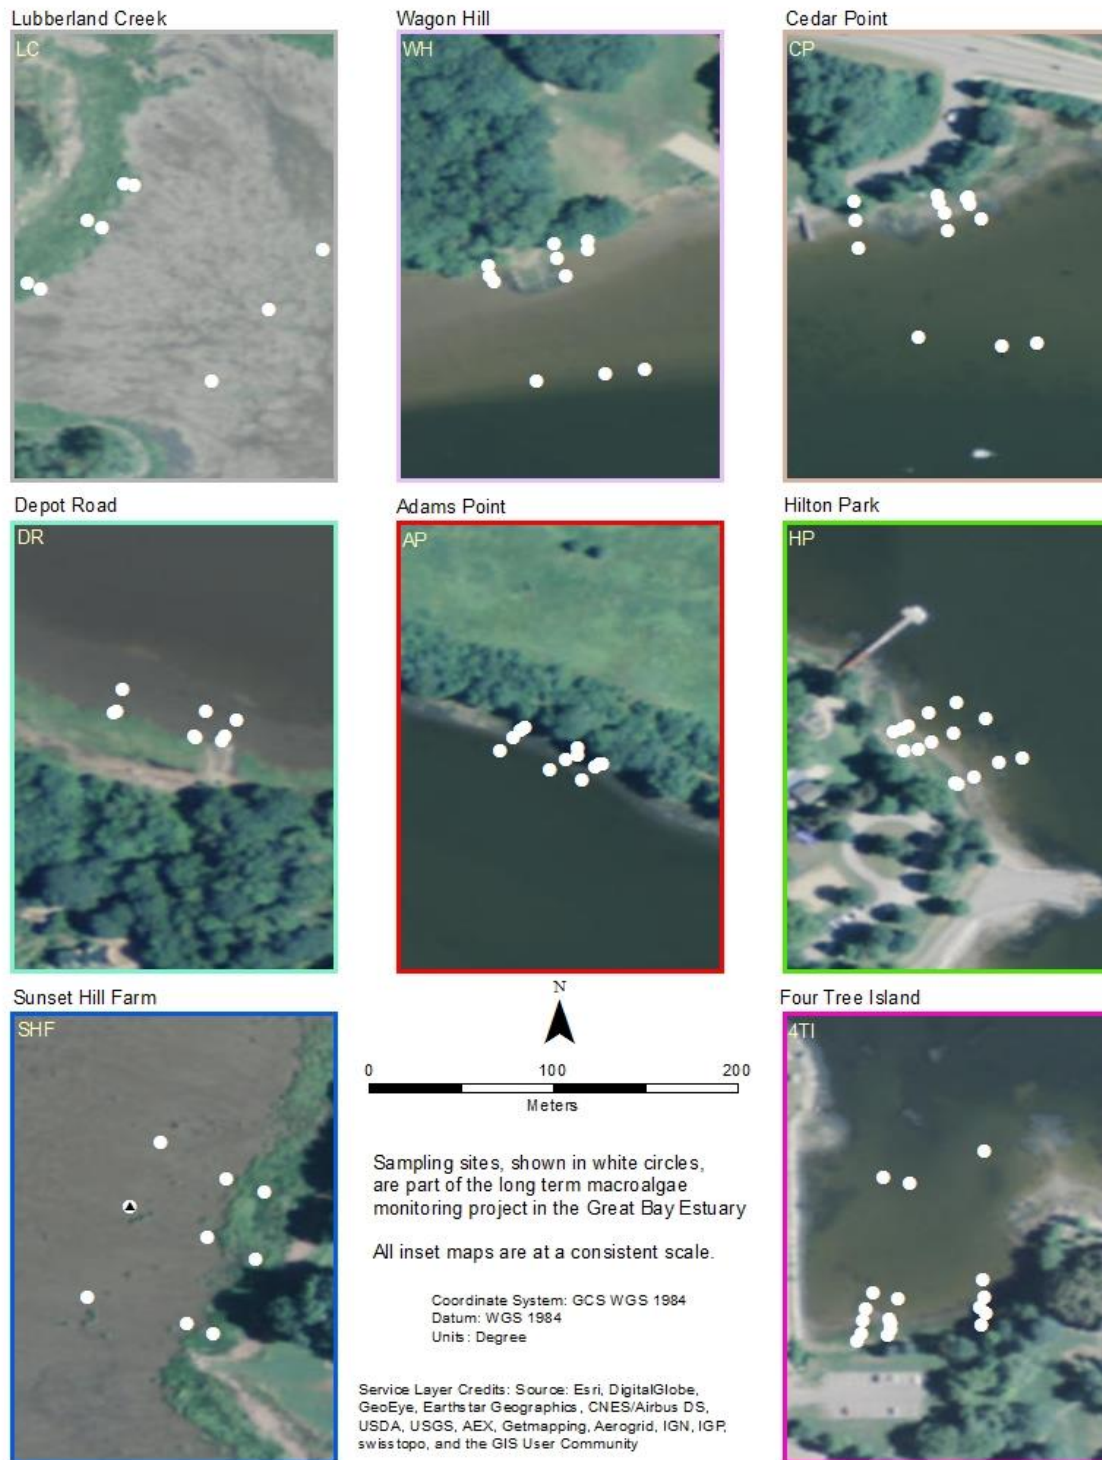 Lubberland Creek
Wagon Hill
Cedar Point
LC
WH
CP
Depot Road
Adams Point
Hilton Park
DR
AP
HP
Sunset Hill Farm
Four Tree Island
SHF
4TI
N
0 100 200
Meters
Sampling sites, shown in white circles,
are part of the long term macroalgae
monitoring project in the Great Bay Estuary
All inset maps are at a consistent scale.
Coordinate System: GCS WGS 1984
Datum: WGS 1984
Units: Degree
Service Layer Credits: Source: Esri, DigitalGlobe,
GeoEye, Earthstar Geographics, CNES/Airbus DS,
USDA, USGS, AEX, Getmapping, Aerogrid, IGN, IGP,
swisstopo, and the GIS User Community